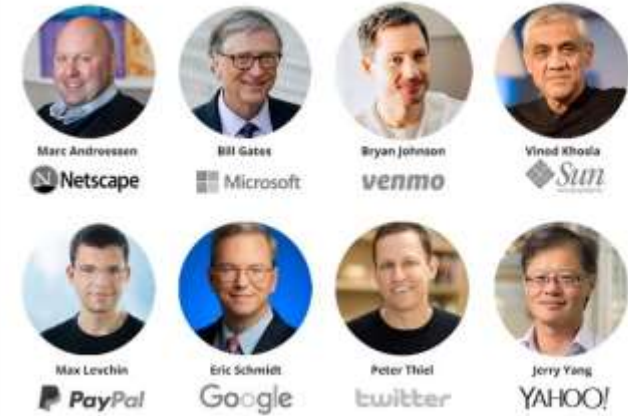 Marc Andreessen
Bill Gates
Bryan Johnson
Vinod Khosla
N Netscape
Microsoft
venmo
Sun
Max Levchin
Eric Schmidt
Peter Thiel
Jerry Yang
P PayPal
Google
twitter
YAHOO!